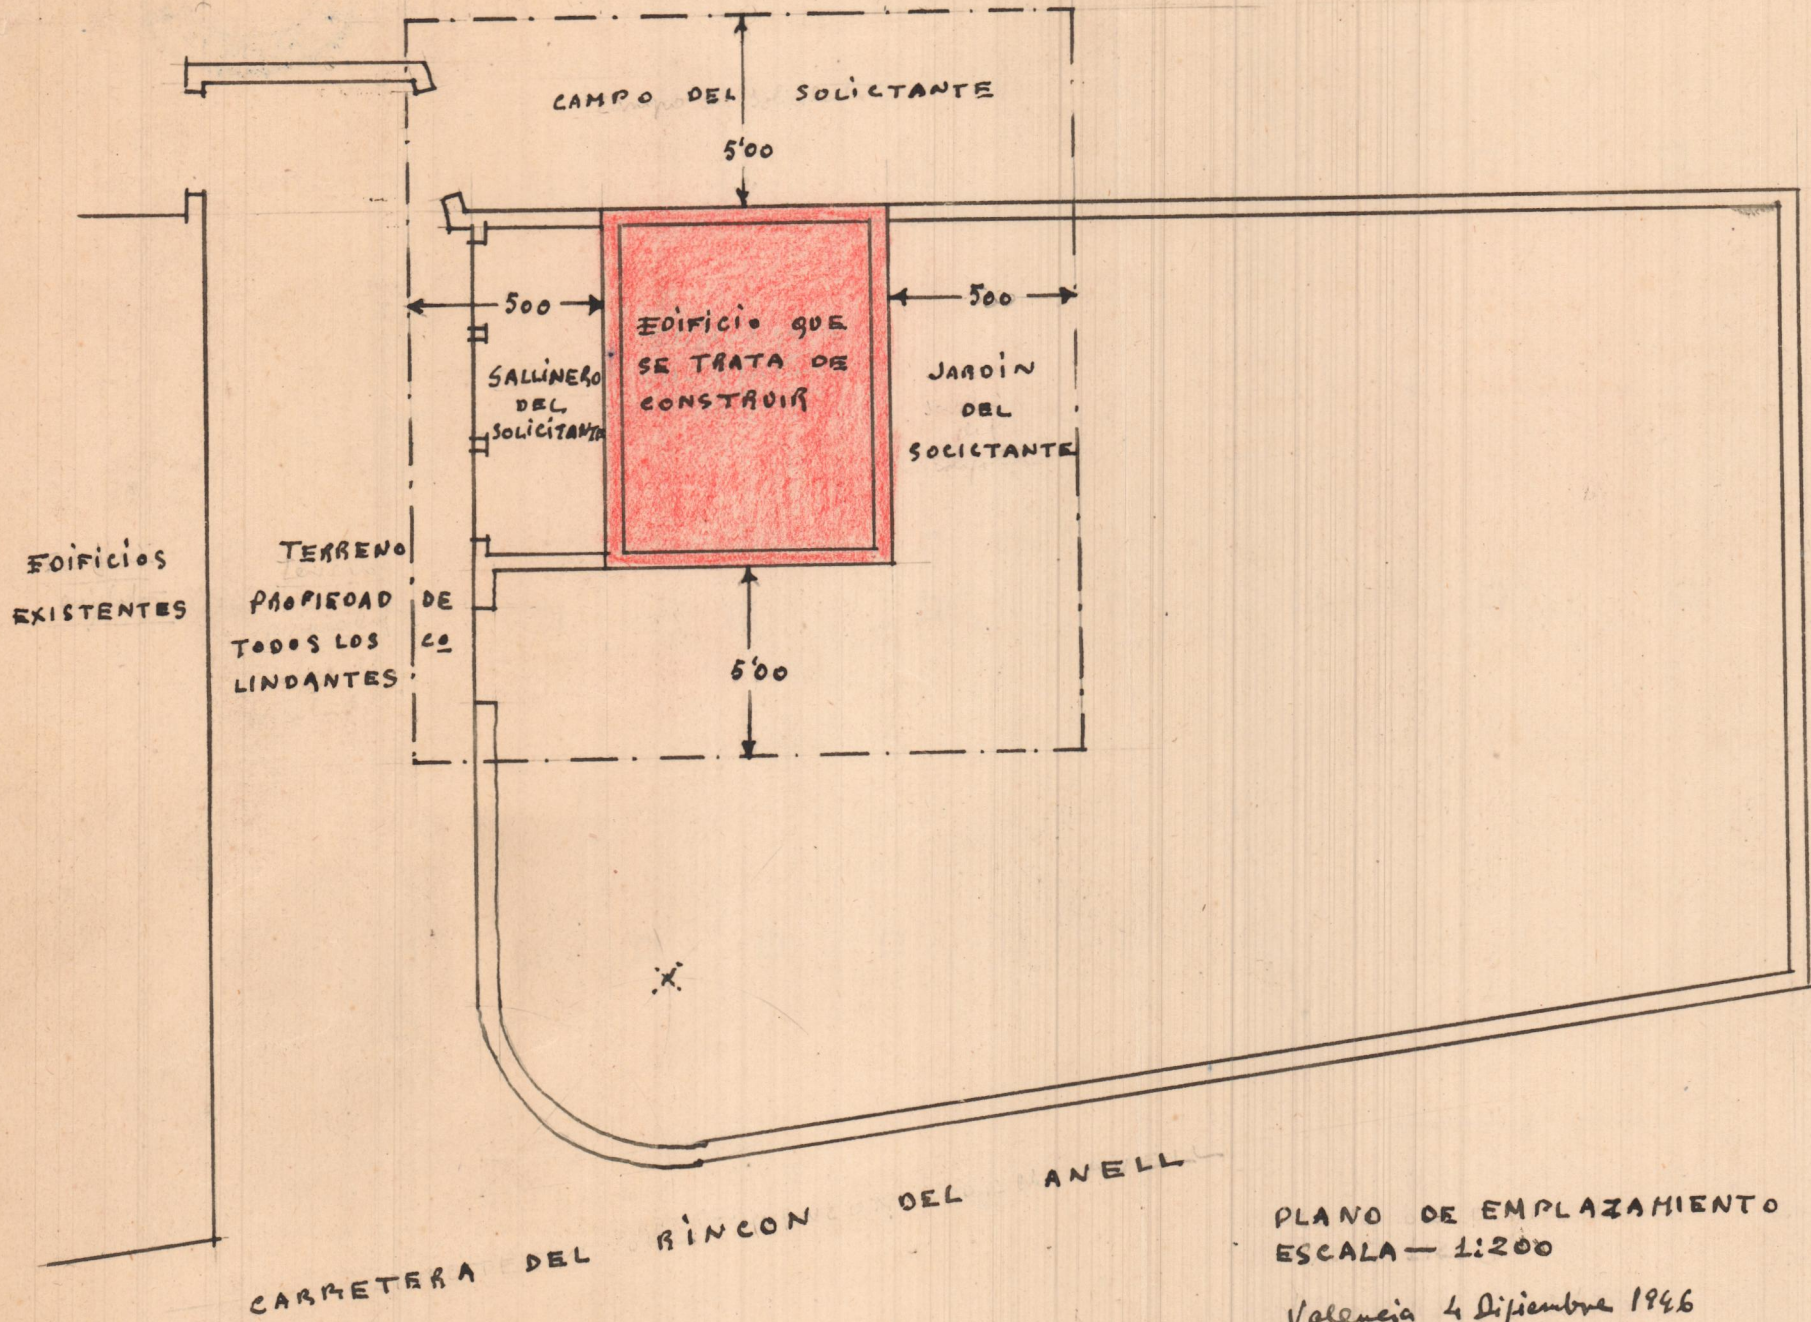 CAMPO DEL SOLICTANTE
5'00
500
500
EDIFICIO QUE
SE TRATA DE
CONSTRUIR
SALLINERO
DEL
SOLICITANTE
JARDIN
DEL
SOCICTANTE
EDIFICIOS
EXISTENTES
TERRENO
PROPIEDAD DE
TODOS LOS CO
LINDANTES
5'00
CARRETERA DEL RINCON DEL ANELL
PLANO DE EMPLAZAMIENTO
ESCALA — 1:200
Valencia 4 Diciembre 1946